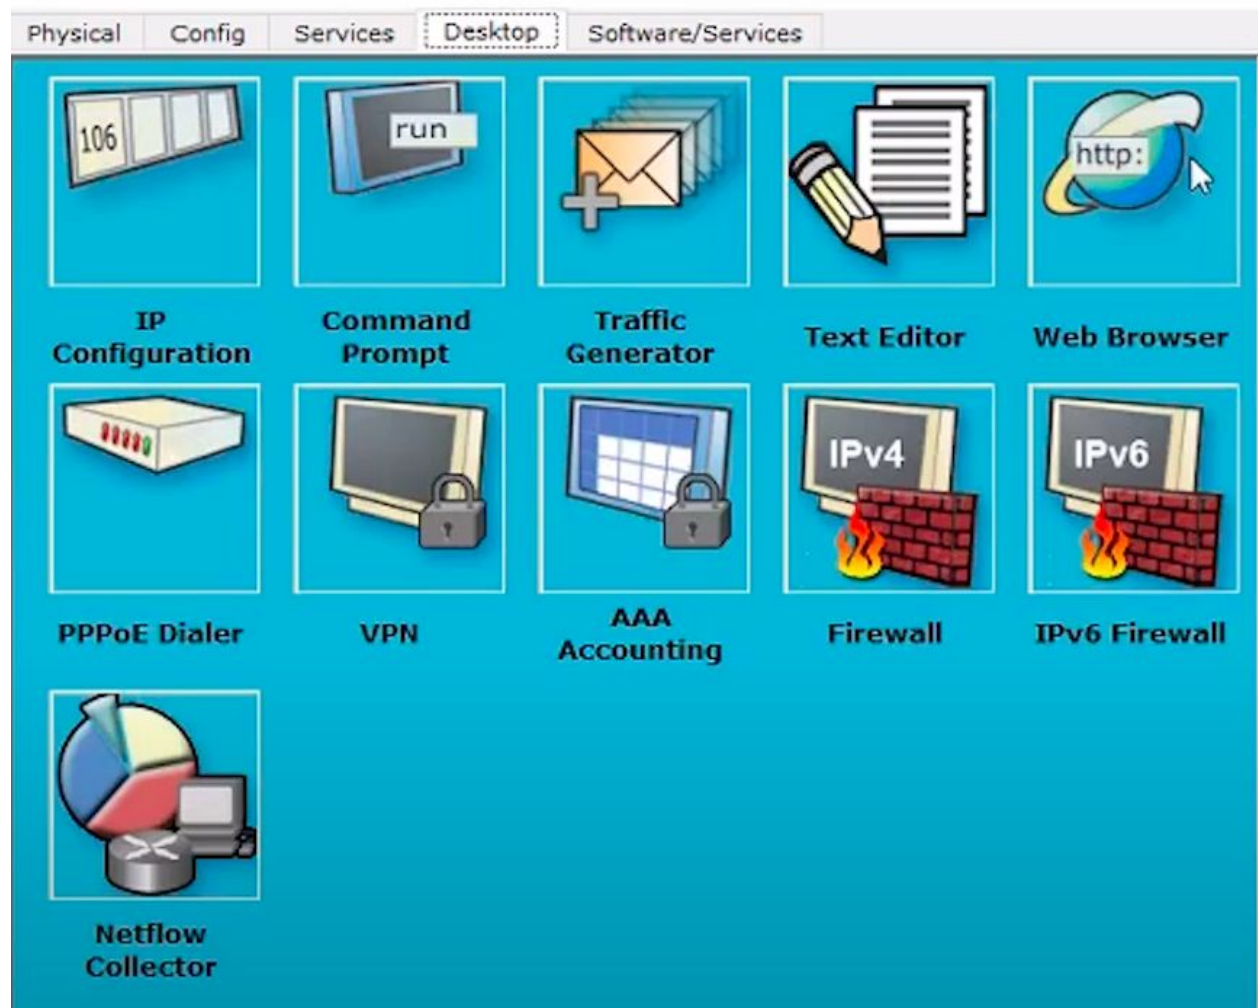 Physical Config Services Desktop Software/Services
106
run
http:
IP
Configuration
Command
Prompt
Traffic
Generator
Text Editor
Web Browser
IPv4
IPv6
PPPoE Dialer
VPN
AAA
Accounting
Firewall
IPv6 Firewall
Netflow
Collector